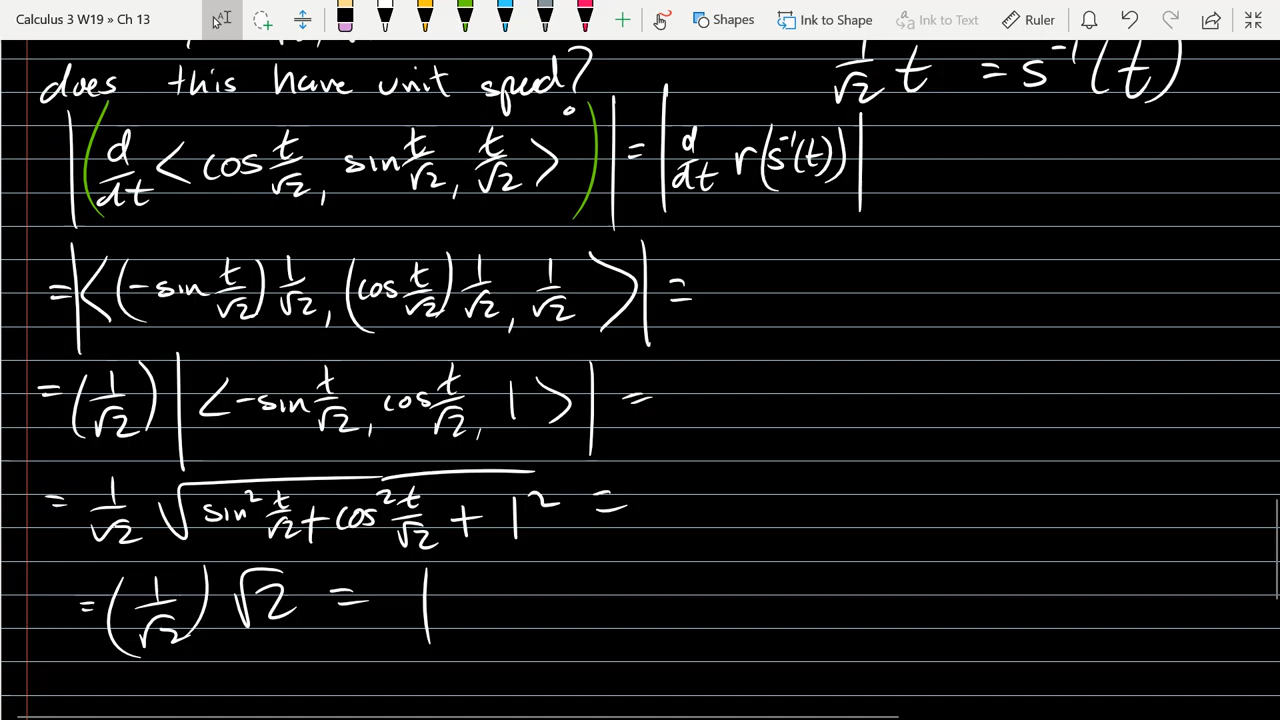 Calculus 3 W19 » Ch 13
Shapes
Ink to Shape
Ink to Text
Ruler
does this have unit speed?
1/√2 t = s⁻¹(t)
|(d/dt <cos t/√2, sin t/√2, t/√2>)| = |d/dt r(s⁻¹(t))|
= |<(-sin t/√2) 1/√2, (cos t/√2) 1/√2, 1/√2>| =
= (1/√2) |<-sin t/√2, cos t/√2, 1>| =
= 1/√2 √(sin² t/√2 + cos² t/√2 + 1²) =
= (1/√2) √2 = 1